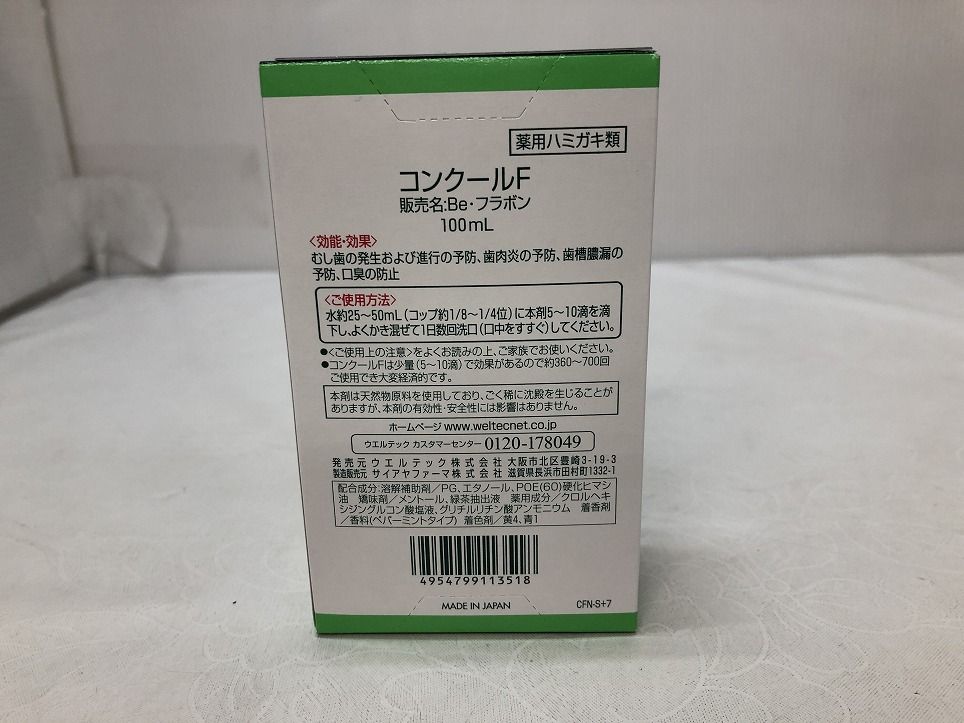 薬用ハミガキ類
コンクールF
販売名:Be・フラボン
100mL
〈効能・効果〉
むし歯の発生および進行の予防、歯肉炎の予防、歯槽膿漏の
予防、口臭の防止
〈ご使用方法〉
水約25〜50mL(コップ約1/8〜1/4位)に本剤5〜10滴を滴
下し、よくかき混ぜて1日数回洗口(口中をすすぐ)してください。
●〈ご使用上の注意〉をよくお読みの上、ご家族でお使いください。
●コンクールFは少量(5〜10滴)で効果があるので約360〜700回
ご使用でき大変経済的です。
本剤は天然物原料を使用しており、ごく稀に沈殿を生じることが
ありますが、本剤の有効性・安全性には影響はありません。
ホームページ www.weltecnet.co.jp
ウエルテック カスタマーセンター 0120-178049
発売元 ウエルテック株式会社 大阪市北区豊崎3-19-3
製造販売元 サイアヤファーマ株式会社 滋賀県長浜市田村町1332-1
配合成分:溶解補助剤/PG、エタノール、POE(60)硬化ヒマシ
油 矯味剤/メントール、緑茶抽出液 薬用成分/クロルヘキ
シジングルコン酸塩液、グリチルリチン酸アンモニウム 着香剤
/香料(ペパーミントタイプ) 着色剤/黄4、青1
4954799113518
MADE IN JAPAN
CFN-S+7